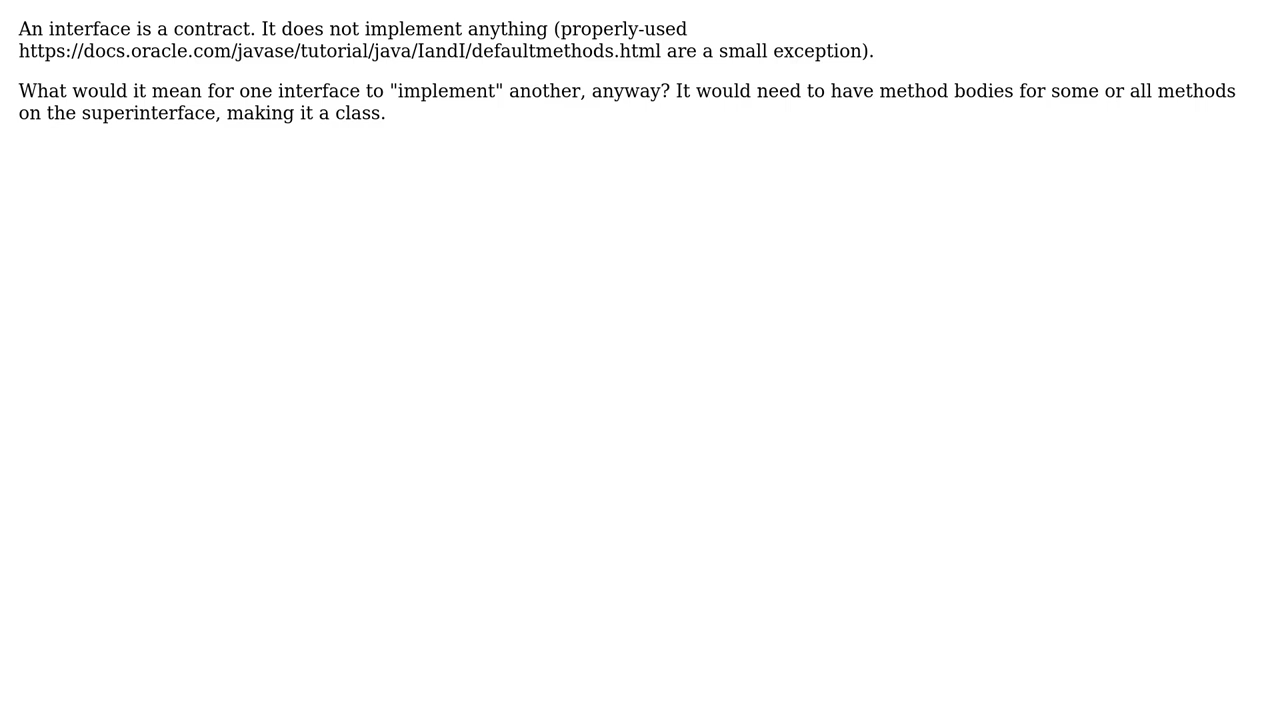 An interface is a contract. It does not implement anything (properly-used
https://docs.oracle.com/javase/tutorial/java/IandI/defaultmethods.html are a small exception).
What would it mean for one interface to "implement" another, anyway? It would need to have method bodies for some or all methods
on the superinterface, making it a class.